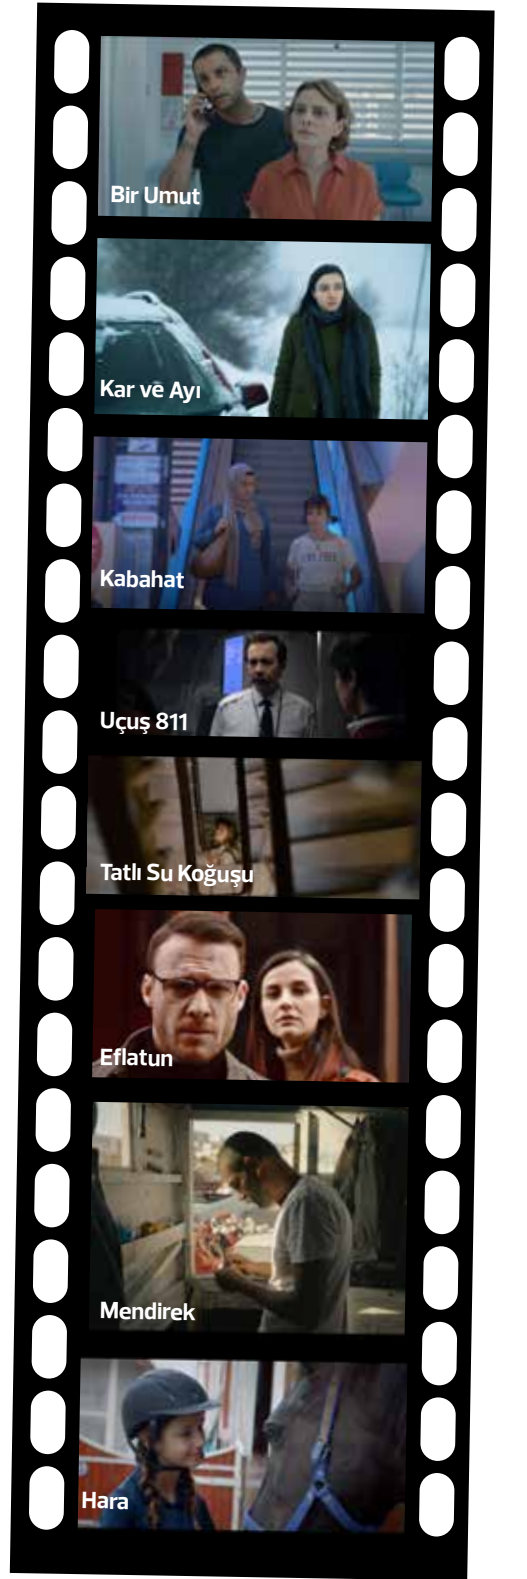 Bir Umut
Kar ve Ayı
Kabahat
Uçuş 811
Tatlı Su Koğuşu
Eflatun
Mendirek
Hara